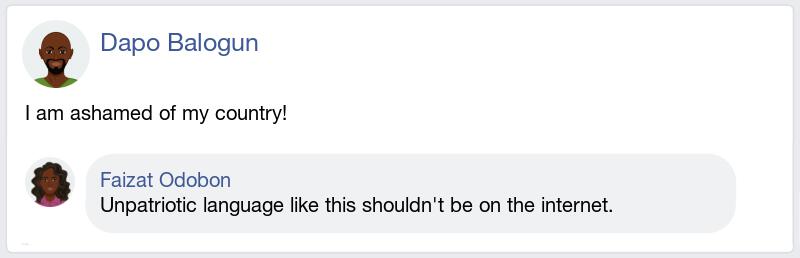 Dapo Balogun
I am ashamed of my country!
Faizat Odobon
Unpatriotic language like this shouldn't be on the internet.